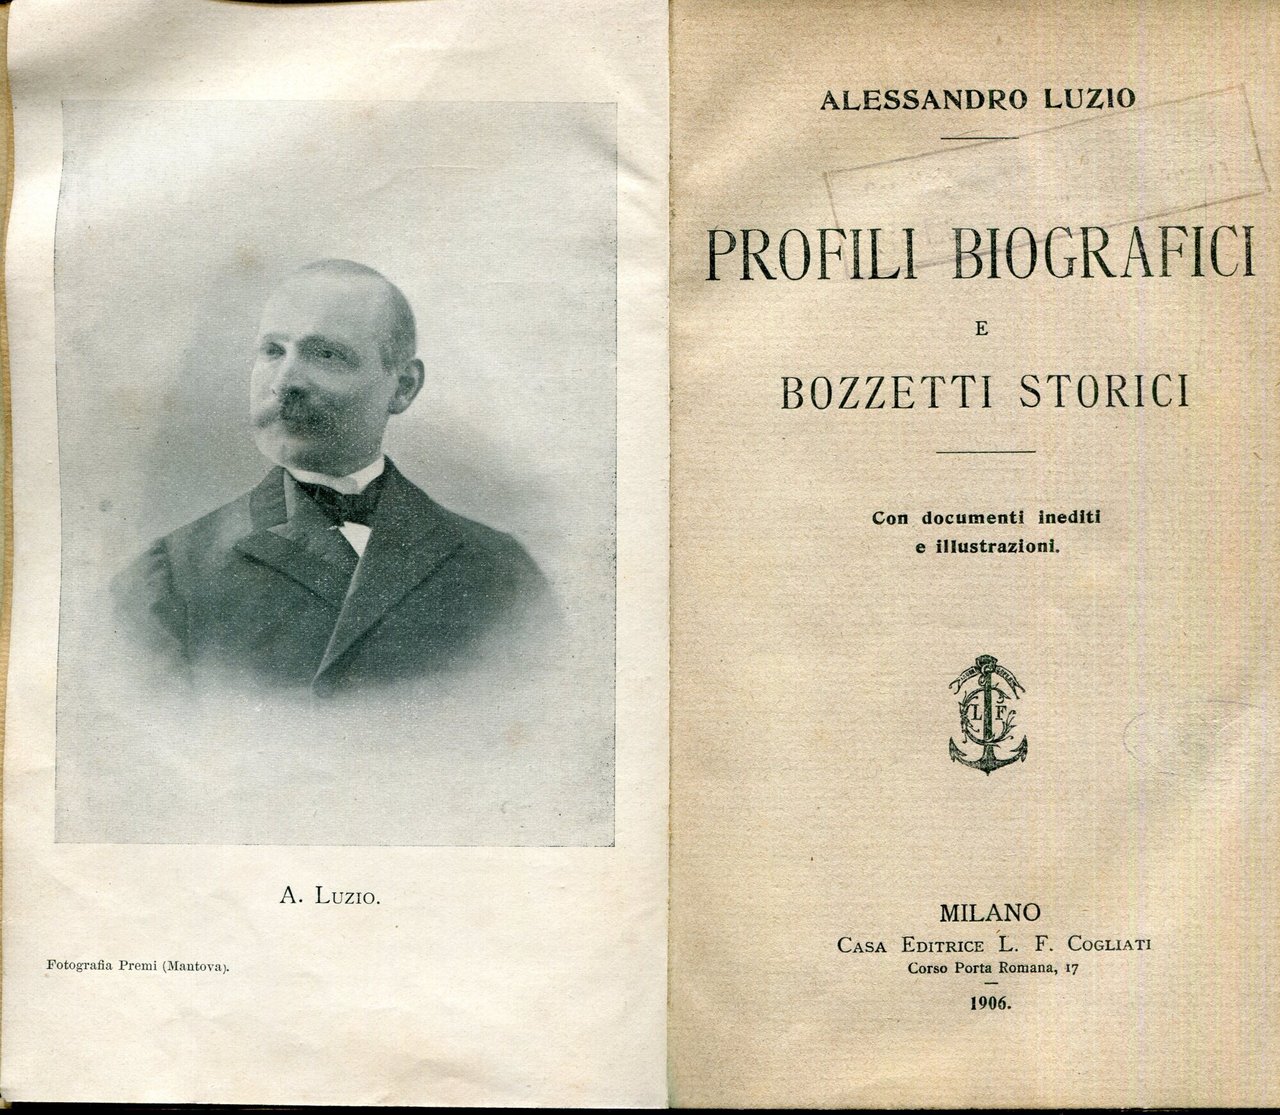 A. Luzio.
Fotografia Premi (Mantova).
ALESSANDRO LUZIO
PROFILI BIOGRAFICI
E
BOZZETTI STORICI
Con documenti inediti
e illustrazioni.
L F
MILANO
Casa Editrice L. F. Cogliati
Corso Porta Romana, 17
1906.